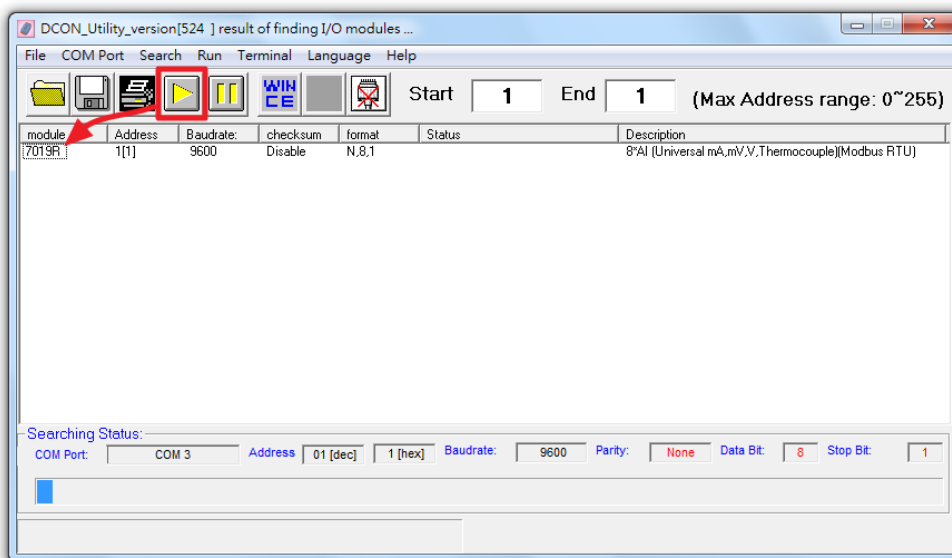 DCON_Utility_version[524 ] result of finding I/O modules ...
File COM Port Search Run Terminal Language Help
WIN CE Start 1 End 1 (Max Address range: 0~255)
module Address Baudrate: checksum format Status Description
7019R 1[1] 9600 Disable N,8,1 8*AI (Universal mA,mV,V,Thermocouple)(Modbus RTU)
Searching Status:
COM Port: COM 3 Address 01 [dec] 1 [hex] Baudrate: 9600 Parity: None Data Bit: 8 Stop Bit: 1